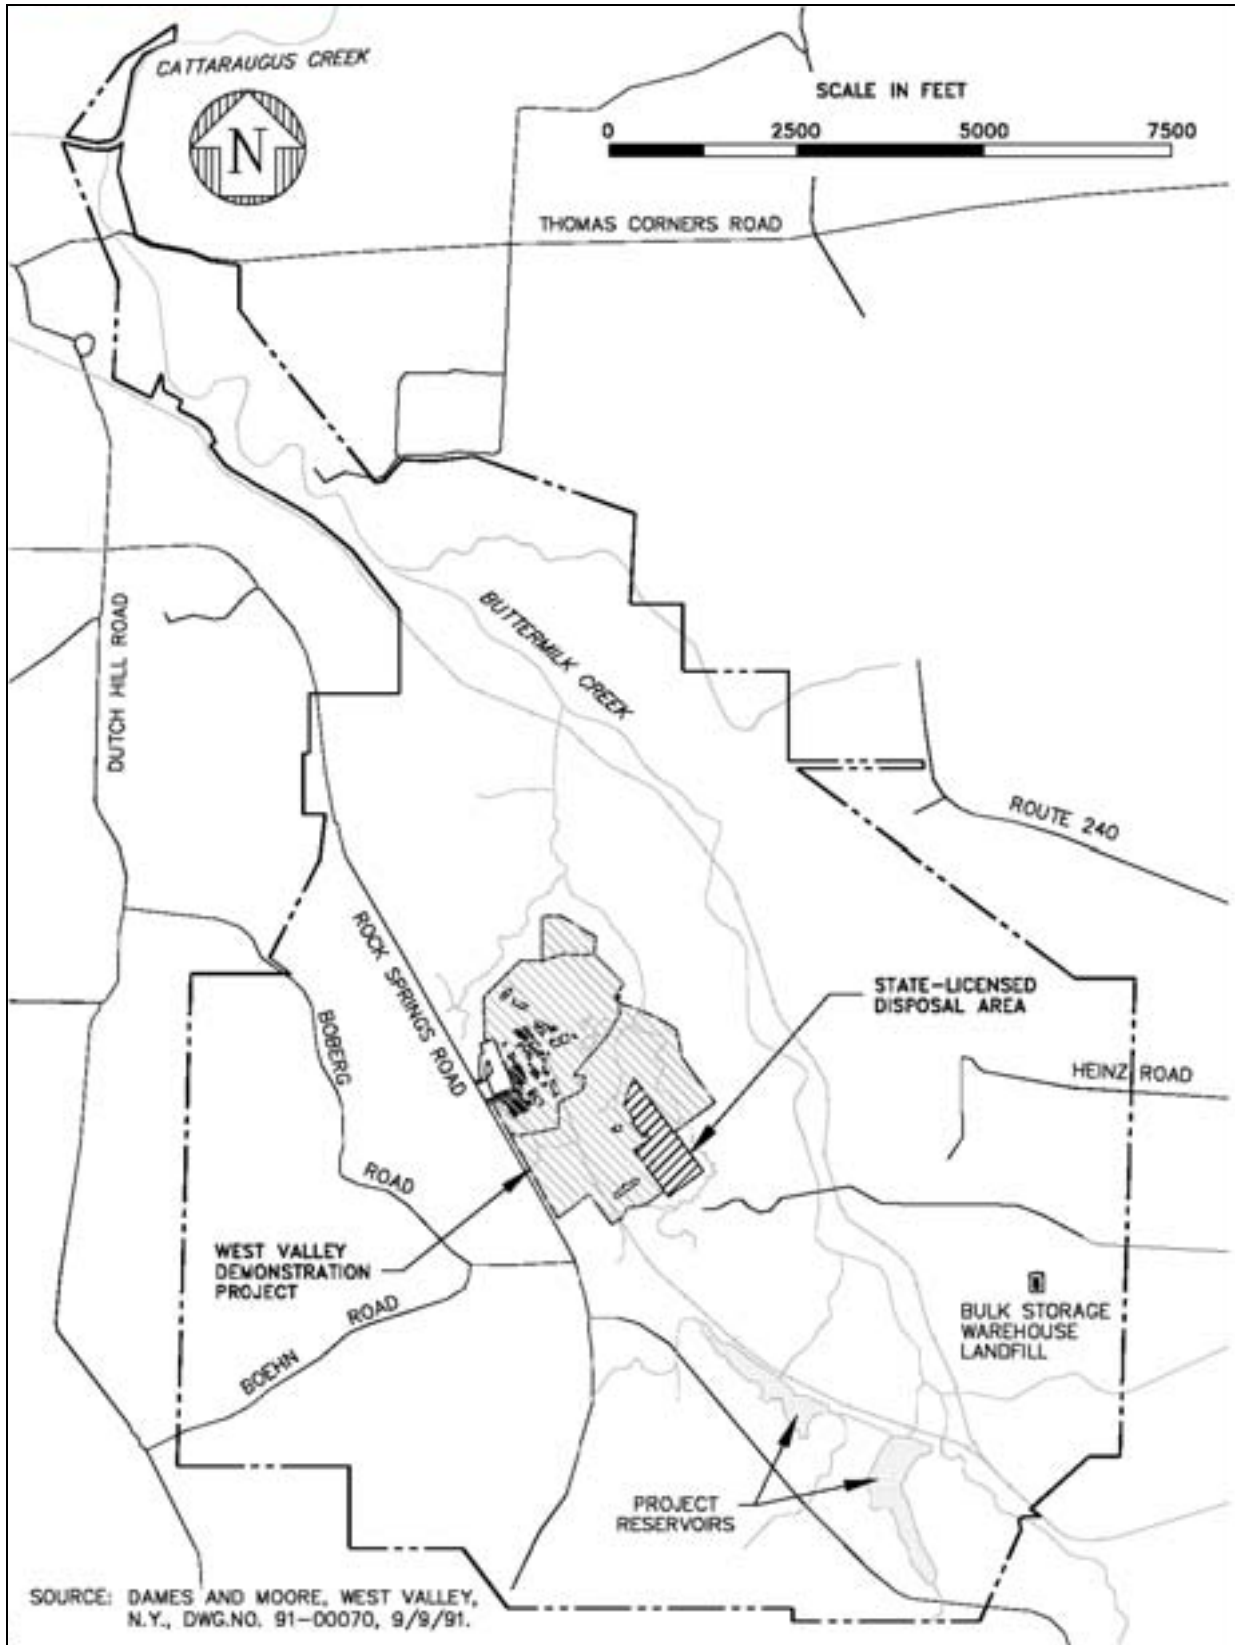 CATTARAUGUS CREEK
N
SCALE IN FEET
0 2500 5000 7500
THOMAS CORNERS ROAD
BUTTERMILK CREEK
DUTCH HILL ROAD
ROUTE 240
ROCK SPRINGS ROAD
STATE-LICENSED
DISPOSAL AREA
BOBERG
ROAD
HEINZ ROAD
WEST VALLEY
DEMONSTRATION
PROJECT
BOEHN
ROAD
BULK STORAGE
WAREHOUSE
LANDFILL
PROJECT
RESERVOIRS
SOURCE: DAMES AND MOORE, WEST VALLEY,
N.Y., DWG.NO. 91-00070, 9/9/91.